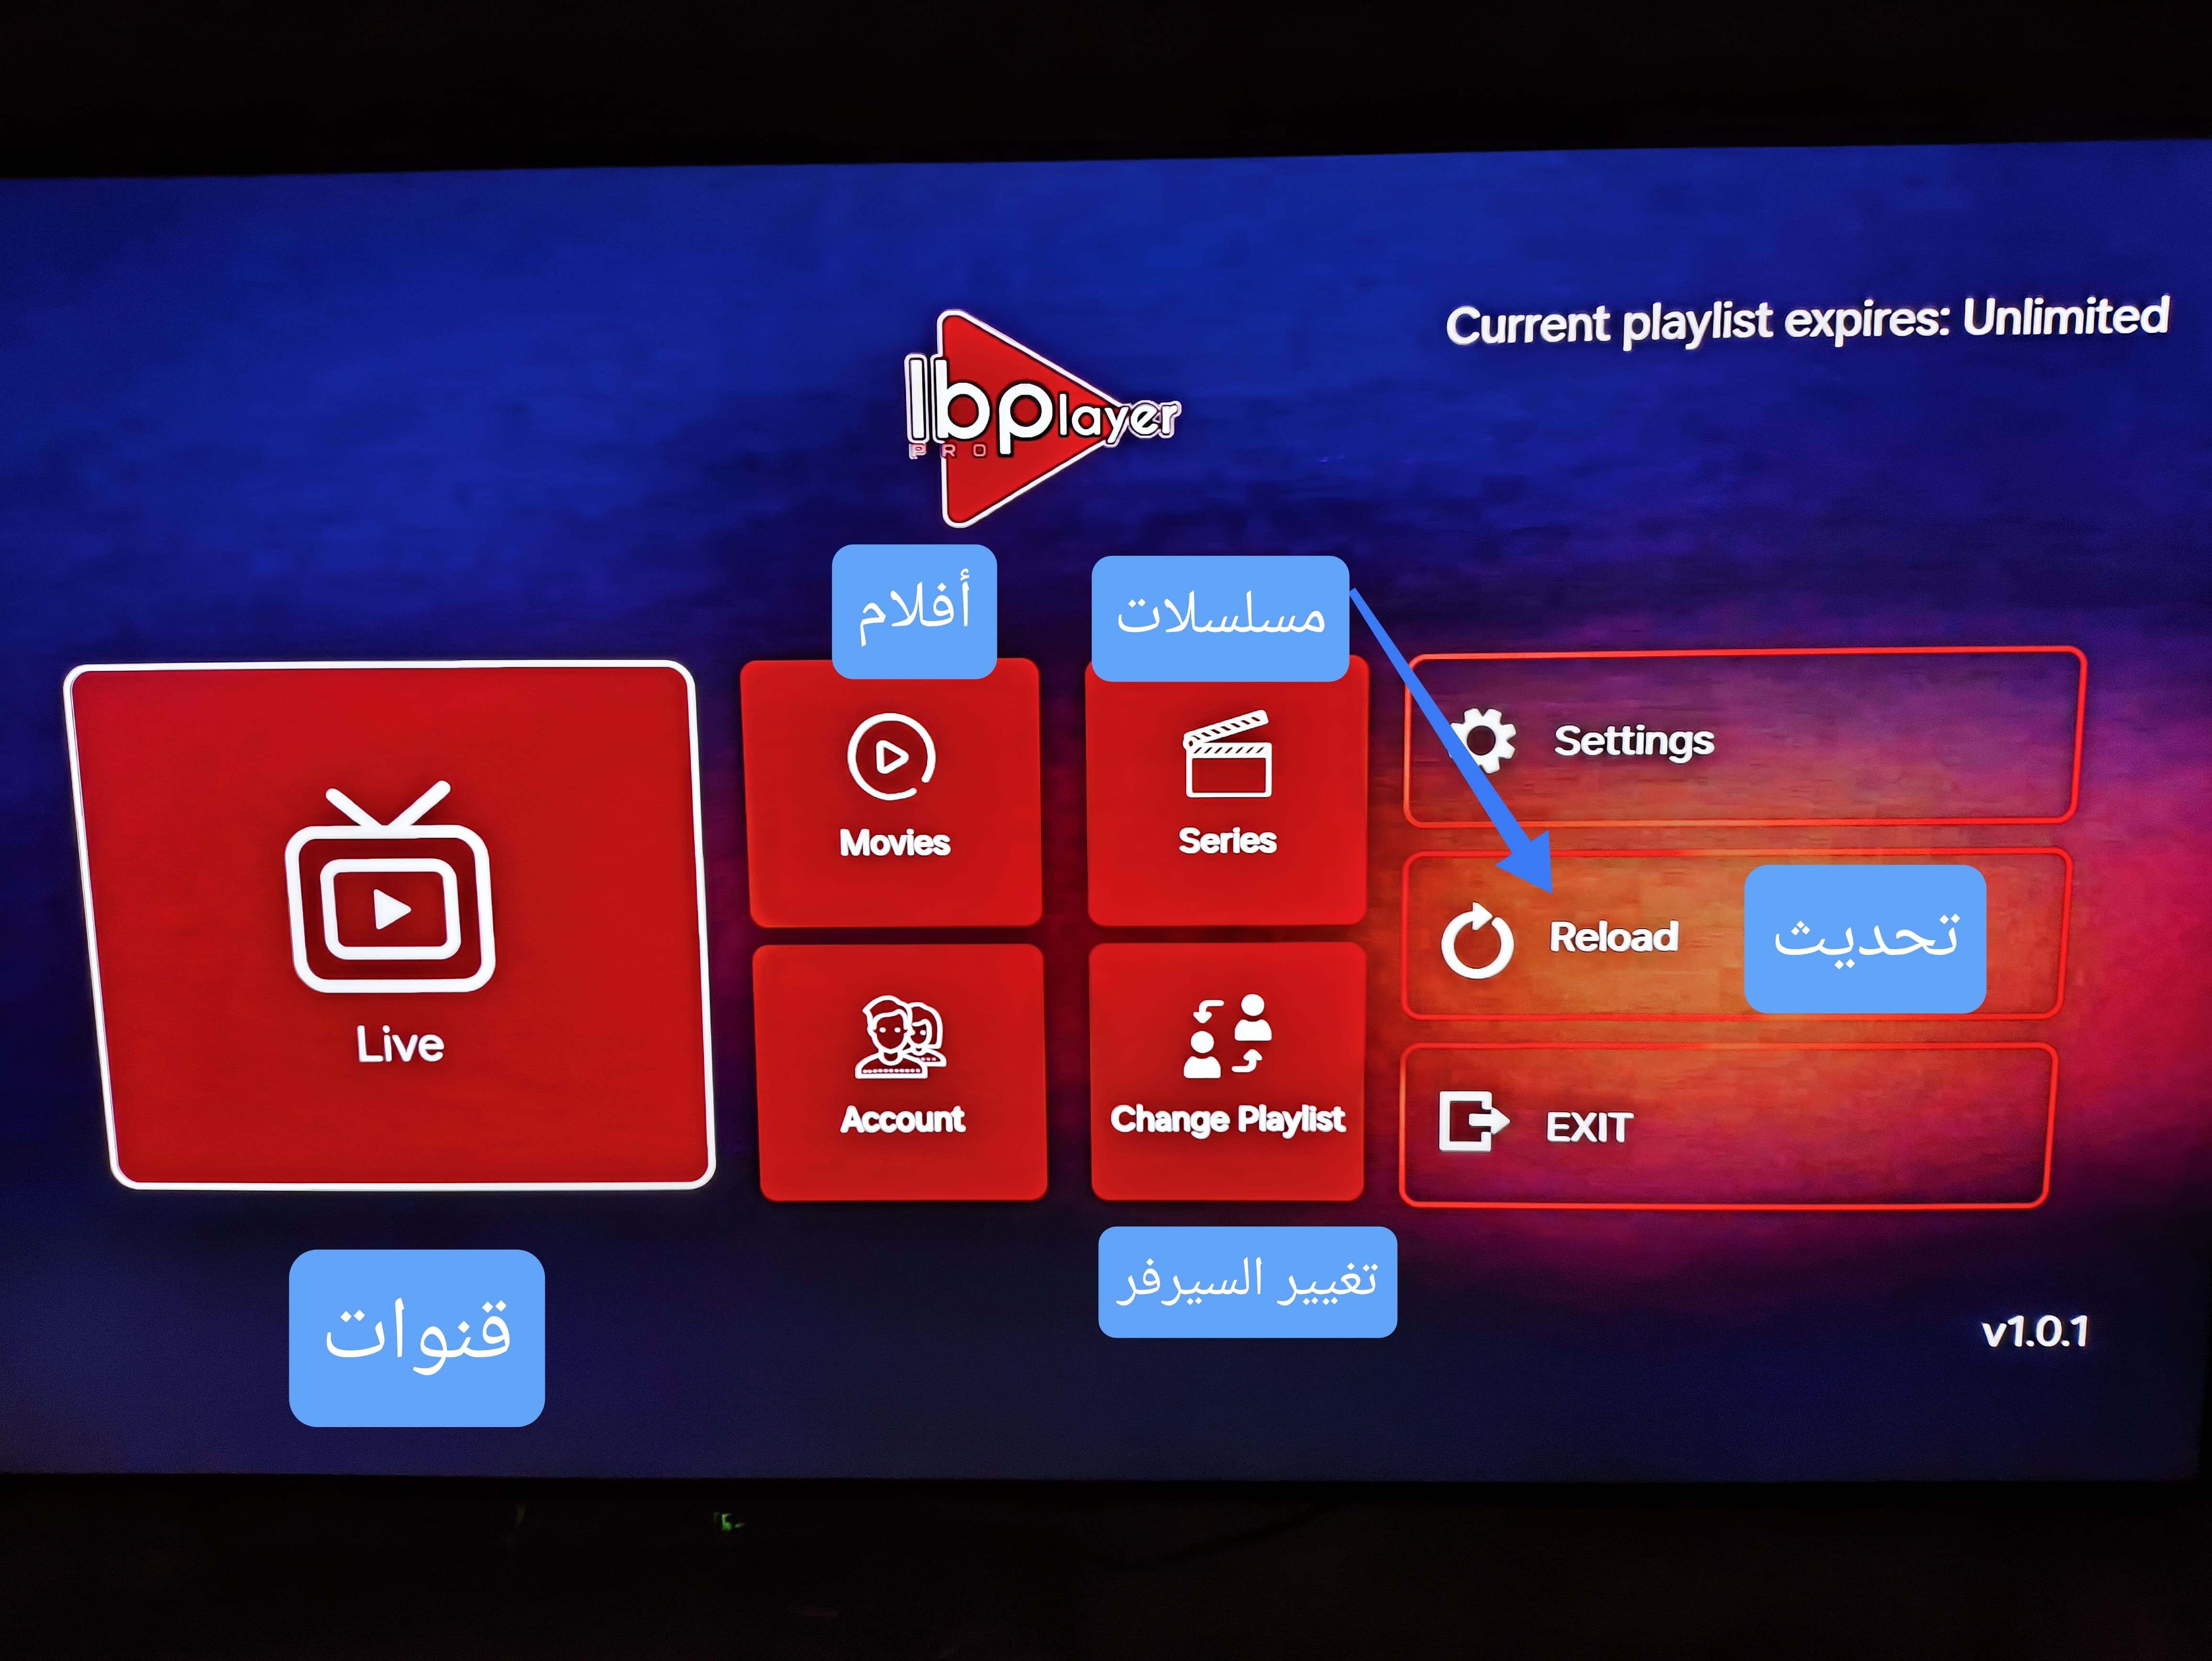 Current playlist expires: Unlimited
Ibplayer
PRO
أفلام
مسلسلات
Live
Movies
Series
Account
Change Playlist
Settings
Reload
تحديث
EXIT
قنوات
تغيير السيرفر
v1.0.1